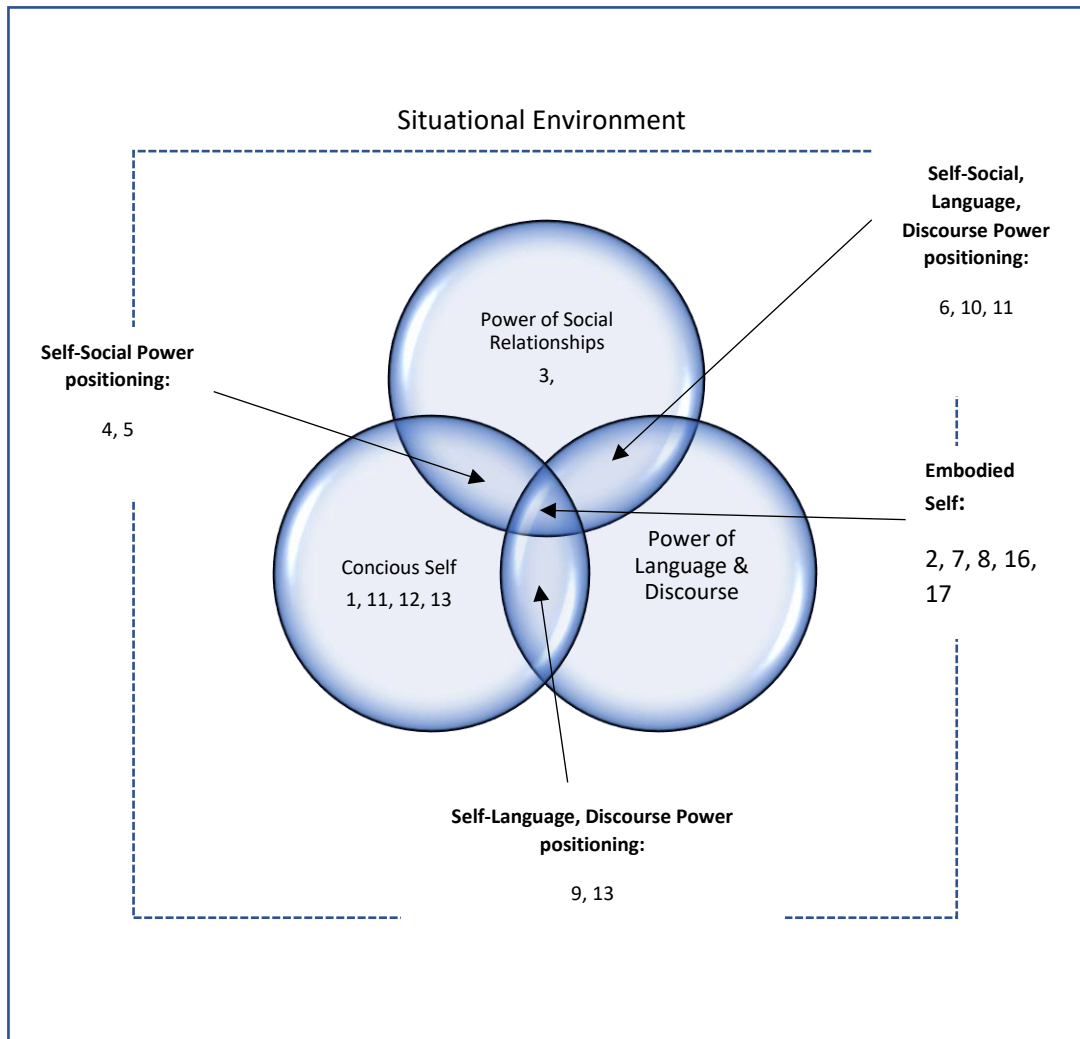 Situational Environment
Self-Social,
Language,
Discourse Power
positioning:
6, 10, 11
Power of Social
Relationships
3,
Self-Social Power
positioning:
4, 5
Embodied
Self:
2, 7, 8, 16,
17
Concious Self
1, 11, 12, 13
Power of
Language &
Discourse
Self-Language, Discourse Power
positioning:
9, 13